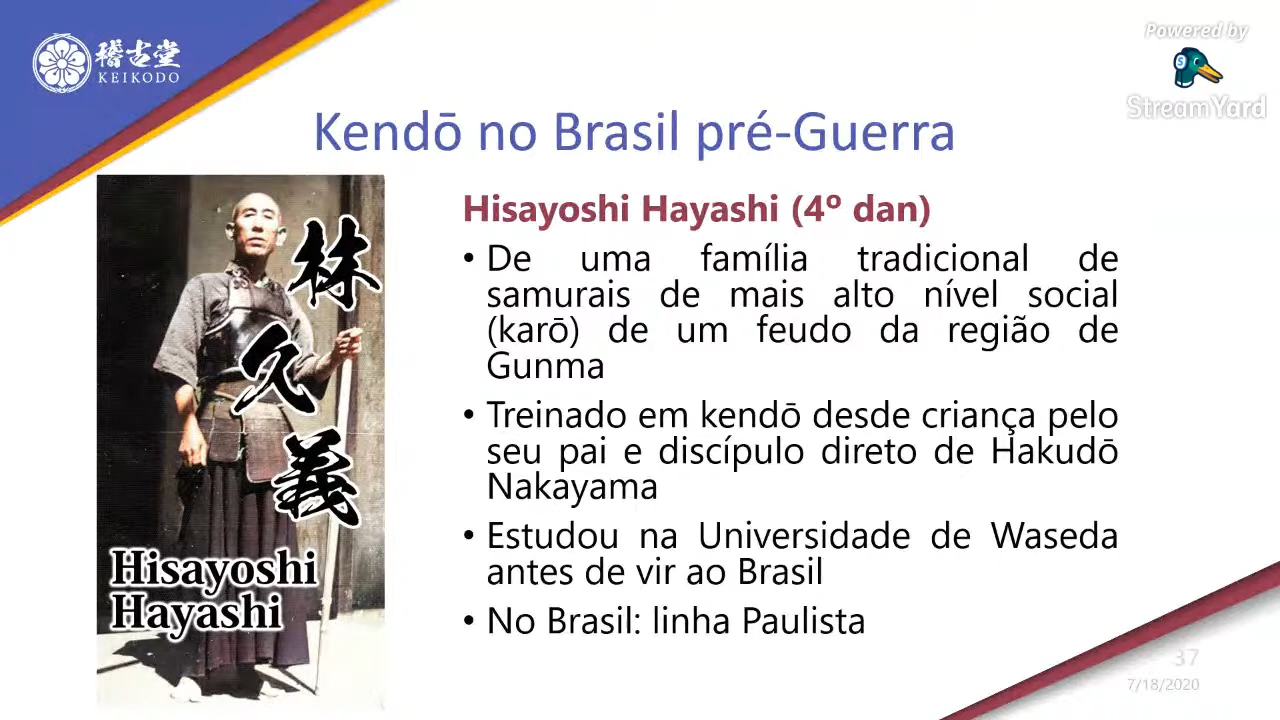 稽古堂
KEIKODO
Powered by
StreamYard
Kendō no Brasil pré-Guerra
林久義
Hisayoshi
Hayashi
Hisayoshi Hayashi (4º dan)
• De uma família tradicional de
samurais de mais alto nível social
(karō) de um feudo da região de
Gunma
• Treinado em kendō desde criança pelo
seu pai e discípulo direto de Hakudō
Nakayama
• Estudou na Universidade de Waseda
antes de vir ao Brasil
• No Brasil: linha Paulista
37
7/18/2020